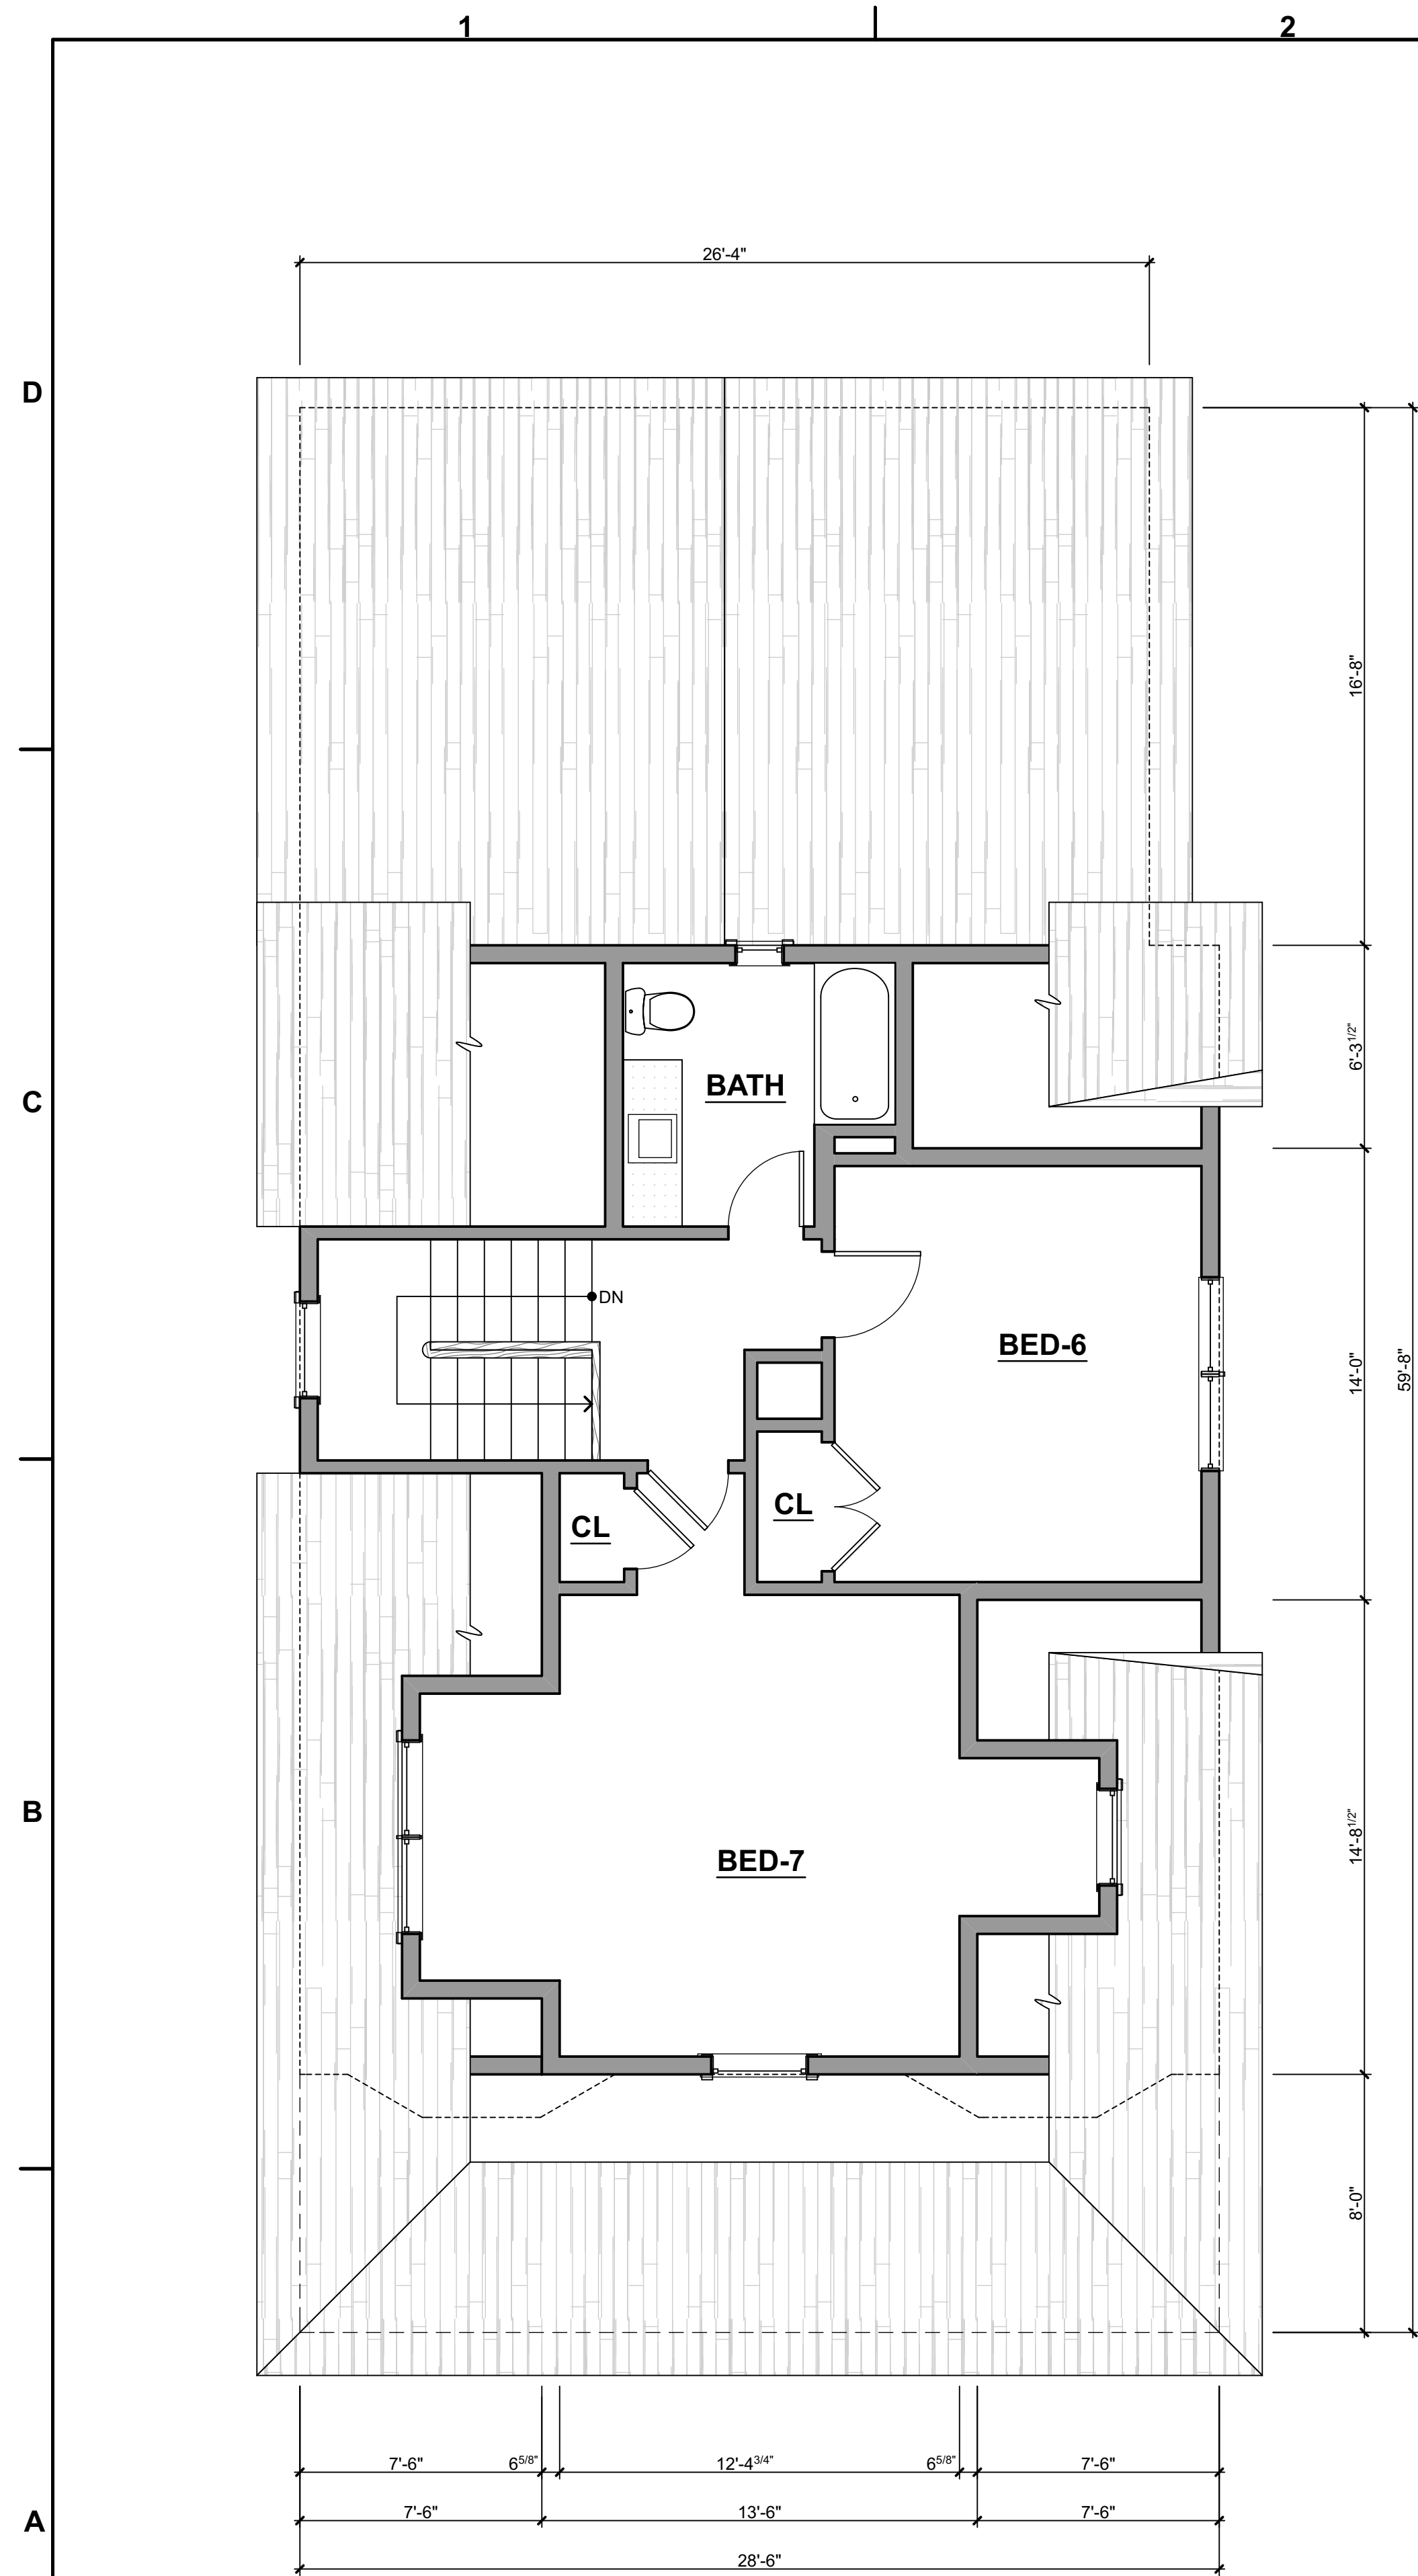 1 2
26'-4"
D
16'-8"
C
BATH
6'-3 1/2"
DN
BED-6
14'-0"
59'-8"
CL
CL
B
BED-7
14'-8 1/2"
8'-0"
7'-6" 6 5/8" 12'-4 3/4" 6 5/8" 7'-6"
A
7'-6" 13'-6" 7'-6"
28'-6"